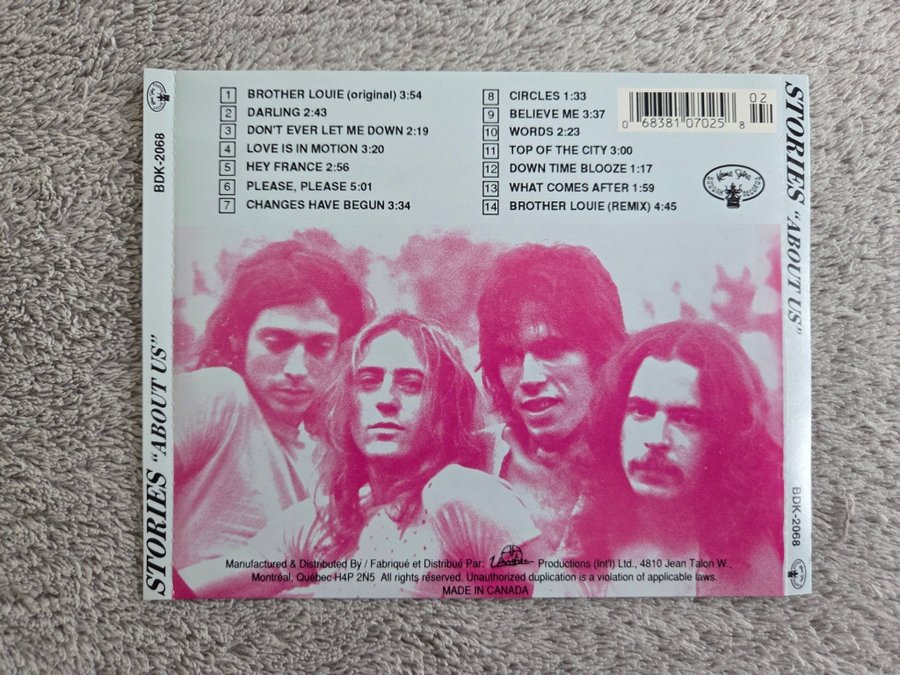 1 BROTHER LOUIE (original) 3:54
2 DARLING 2:43
3 DON'T EVER LET ME DOWN 2:19
4 LOVE IS IN MOTION 3:20
5 HEY FRANCE 2:56
6 PLEASE, PLEASE 5:01
7 CHANGES HAVE BEGUN 3:34
8 CIRCLES 1:33
9 BELIEVE ME 3:37
10 WORDS 2:23
11 TOP OF THE CITY 3:00
12 DOWN TIME BLOOZE 1:17
13 WHAT COMES AFTER 1:59
14 BROTHER LOUIE (REMIX) 4:45
02
0 68381 07025 8
Kama Sutra
BUDDAH RECORDS
BDK-2068
STORIES "ABOUT US"
STORIES "ABOUT US"
BDK-2068
Manufactured & Distributed By / Fabriqué et Distribué Par: Productions (Int'l) Ltd., 4810 Jean Talon W.,
Montréal, Québec H4P 2N5 All rights reserved. Unauthorized duplication is a violation of applicable laws.
MADE IN CANADA